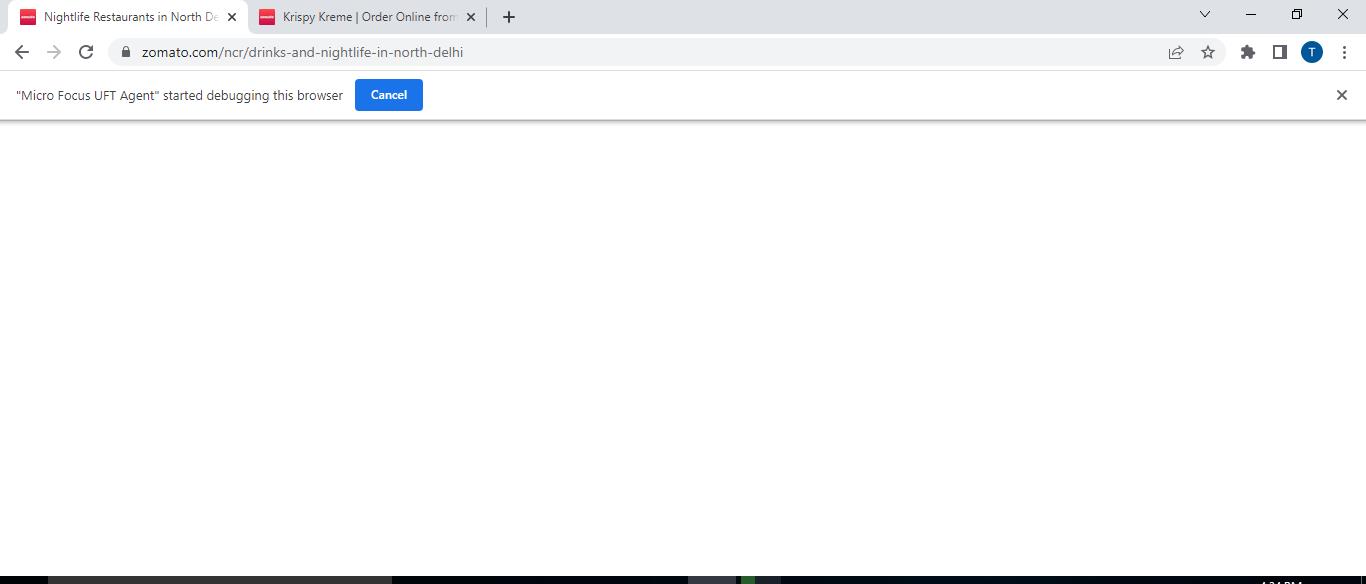 Nightlife Restaurants in North De
Krispy Kreme | Order Online from
zomato.com/ncr/drinks-and-nightlife-in-north-delhi
T
"Micro Focus UFT Agent" started debugging this browser
Cancel